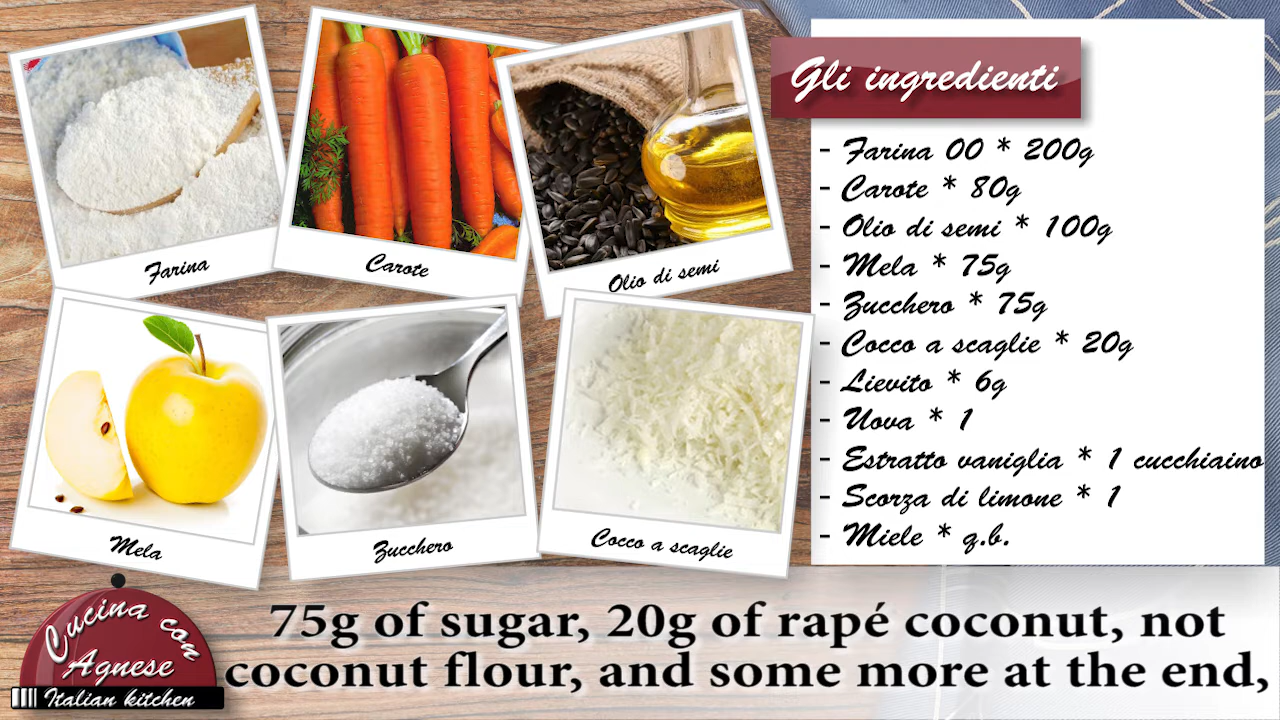 Farina
Carote
Olio di semi
Mela
Zucchero
Cocco a scaglie
Gli ingredienti
- Farina 00 * 200g
- Carote * 80g
- Olio di semi * 100g
- Mela * 75g
- Zucchero * 75g
- Cocco a scaglie * 20g
- Lievito * 6g
- Uova * 1
- Estratto vaniglia * 1 cucchiaino
- Scorza di limone * 1
- Miele * q.b.
Cucina con
Agnese
Italian kitchen
75g of sugar, 20g of rapé coconut, not
coconut flour, and some more at the end,